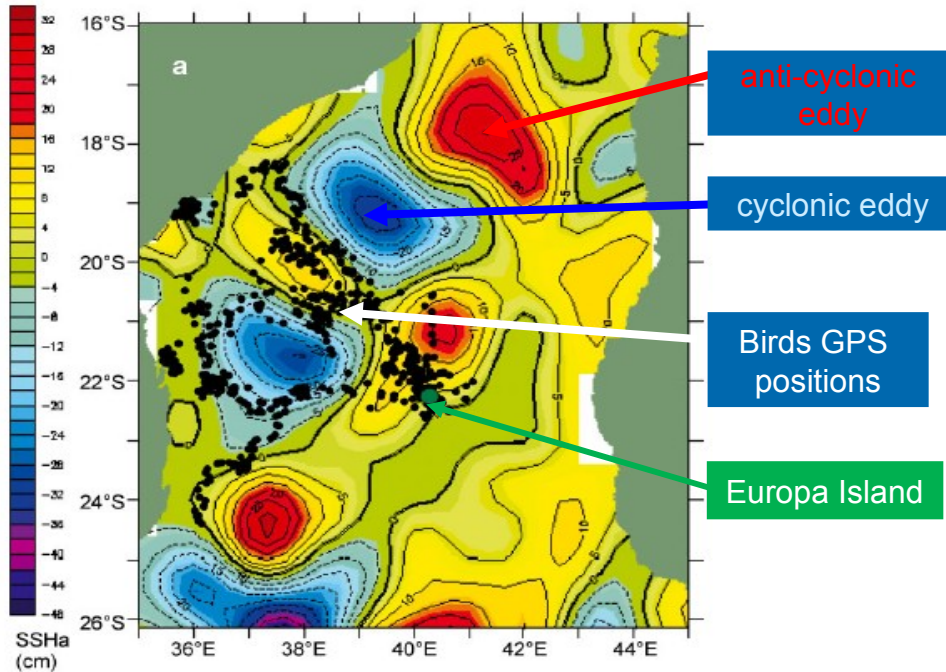 32
28
24
20
16
12
8
4
0
-4
-8
-12
-16
-20
-24
-28
-32
-36
-40
-44
-48
SSHa
(cm)
a
16°S
18°S
20°S
22°S
24°S
26°S
36°E
38°E
40°E
42°E
44°E
anti-cyclonic
eddy
cyclonic eddy
Birds GPS
positions
Europa Island